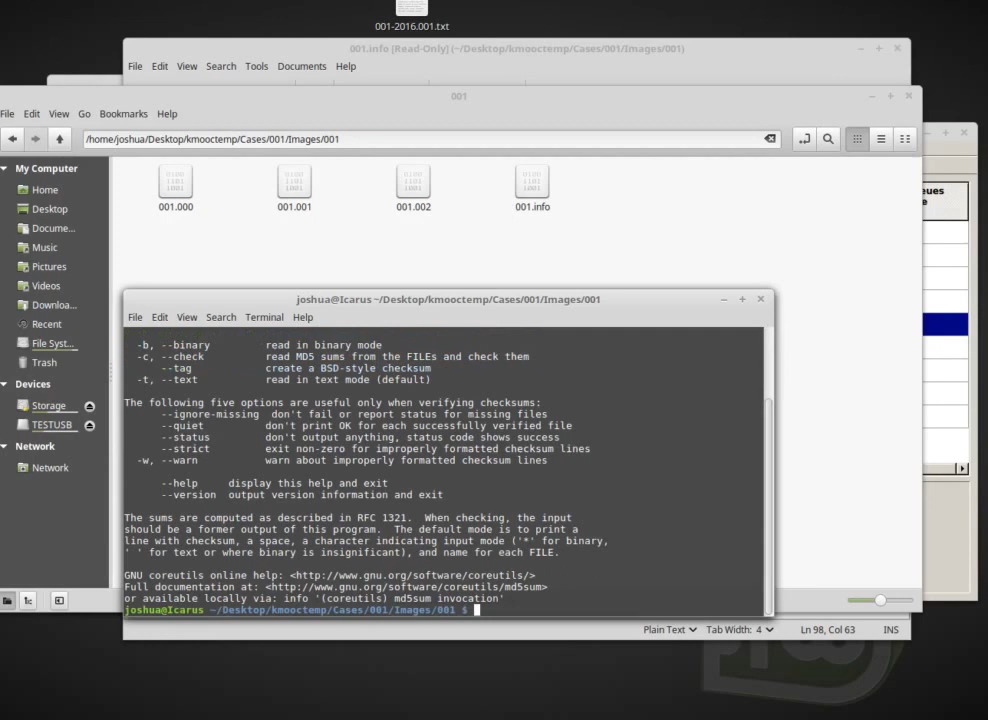 001-2016.001.txt
001.info [Read-Only] (~/Desktop/kmooctemp/Cases/001/Images/001)
File Edit View Search Tools Documents Help
001
File Edit View Go Bookmarks Help
/home/joshua/Desktop/kmooctemp/Cases/001/Images/001
My Computer
Home
Desktop
Docume...
Music
Pictures
Videos
Downloa...
Recent
File Syst...
Trash
Devices
Storage
TESTUSB
Network
Network
001.000 001.001 001.002 001.info
joshua@Icarus ~/Desktop/kmooctemp/Cases/001/Images/001
File Edit View Search Terminal Help
-b, --binary read in binary mode
-c, --check read MD5 sums from the FILEs and check them
--tag create a BSD-style checksum
-t, --text read in text mode (default)
The following five options are useful only when verifying checksums:
--ignore-missing don't fail or report status for missing files
--quiet don't print OK for each successfully verified file
--status don't output anything, status code shows success
--strict exit non-zero for improperly formatted checksum lines
-w, --warn warn about improperly formatted checksum lines
--help display this help and exit
--version output version information and exit
The sums are computed as described in RFC 1321. When checking, the input
should be a former output of this program. The default mode is to print a
line with checksum, a space, a character indicating input mode ('*' for binary,
' ' for text or where binary is insignificant), and name for each FILE.
GNU coreutils online help: <http://www.gnu.org/software/coreutils/>
Full documentation at: <http://www.gnu.org/software/coreutils/md5sum>
or available locally via: info '(coreutils) md5sum invocation'
joshua@Icarus ~/Desktop/kmooctemp/Cases/001/Images/001 $
Plain Text Tab Width: 4 Ln 98, Col 63 INS